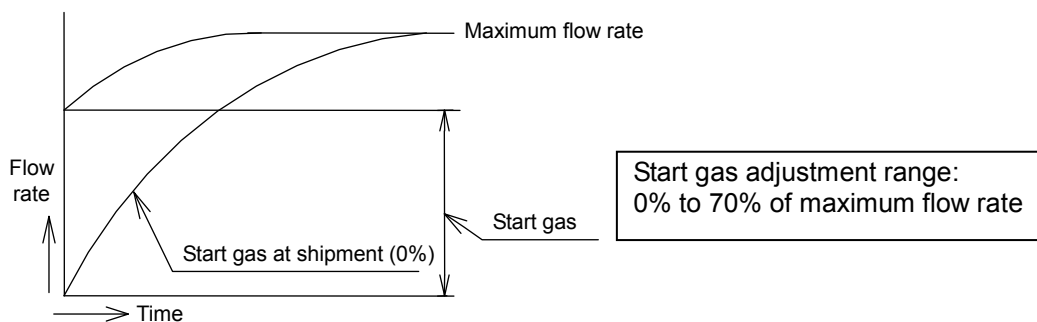 Maximum flow rate
Flow
rate
Start gas adjustment range:
0% to 70% of maximum flow rate
Start gas
Start gas at shipment (0%)
Time